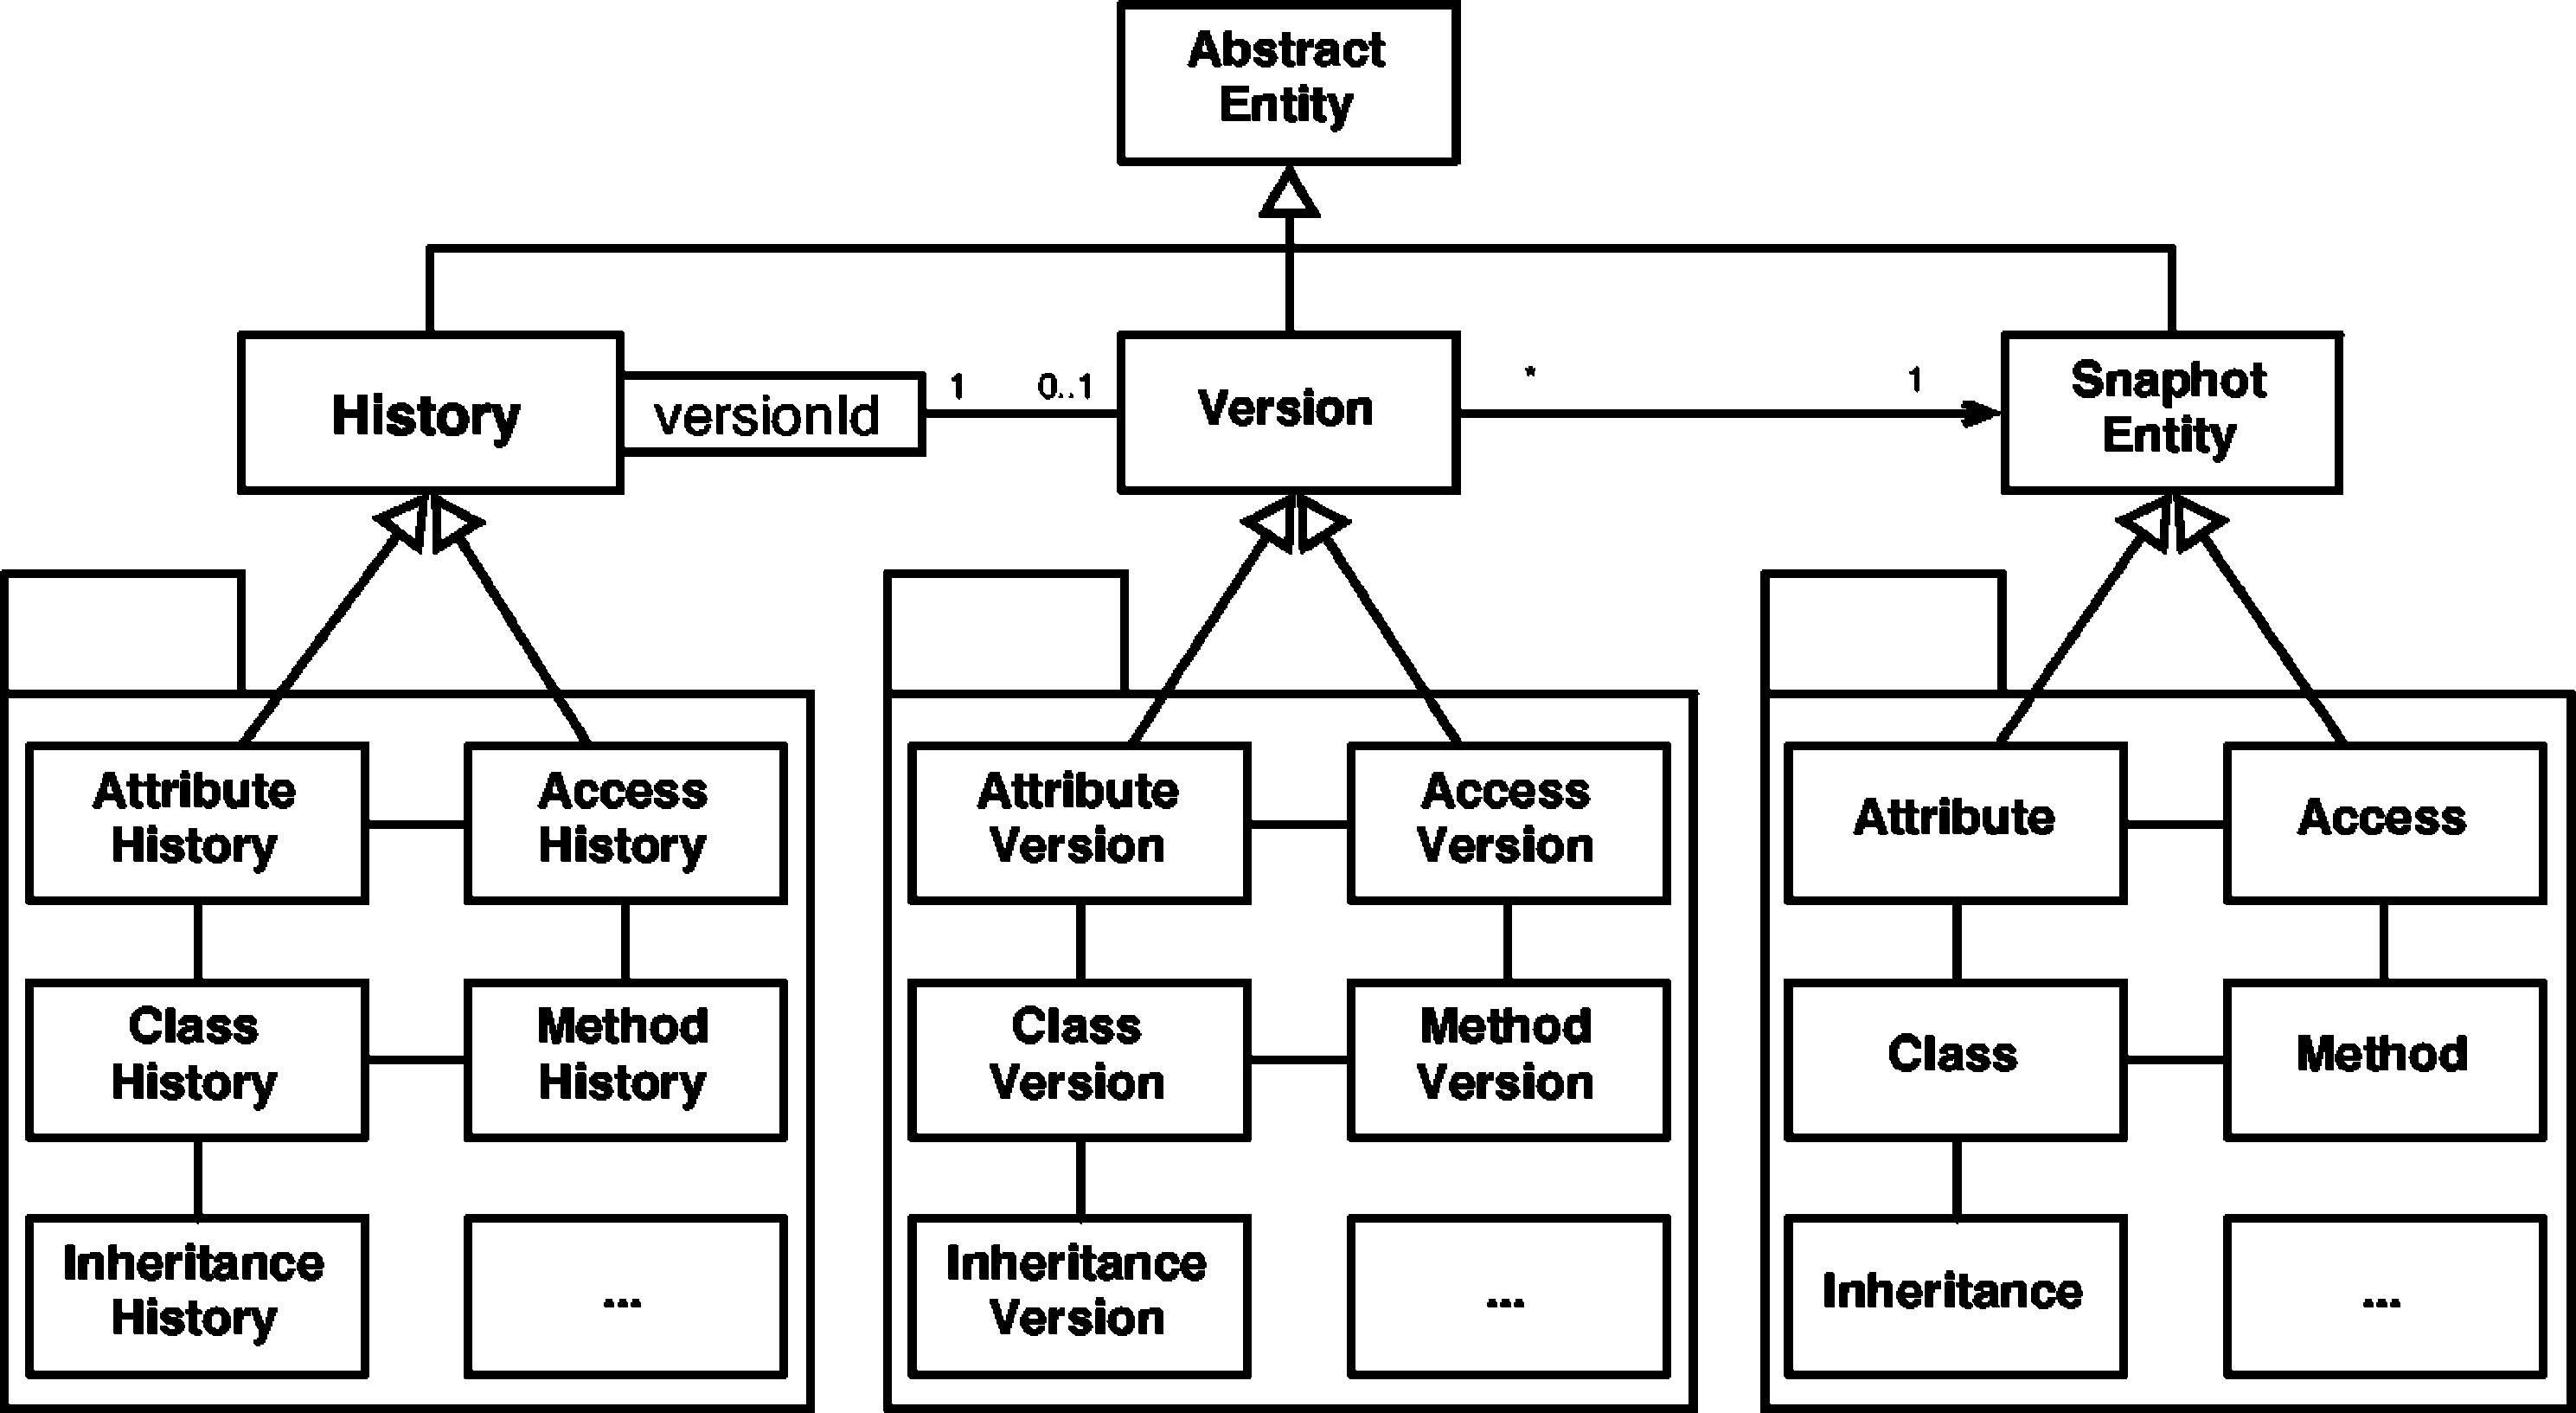 Abstract
Entity
History
versionId
1
0..1
Version
*
1
Snaphot
Entity
Attribute
History
Access
History
Class
History
Method
History
Inheritance
History
...
Attribute
Version
Access
Version
Class
Version
Method
Version
Inheritance
Version
...
Attribute
Access
Class
Method
Inheritance
...